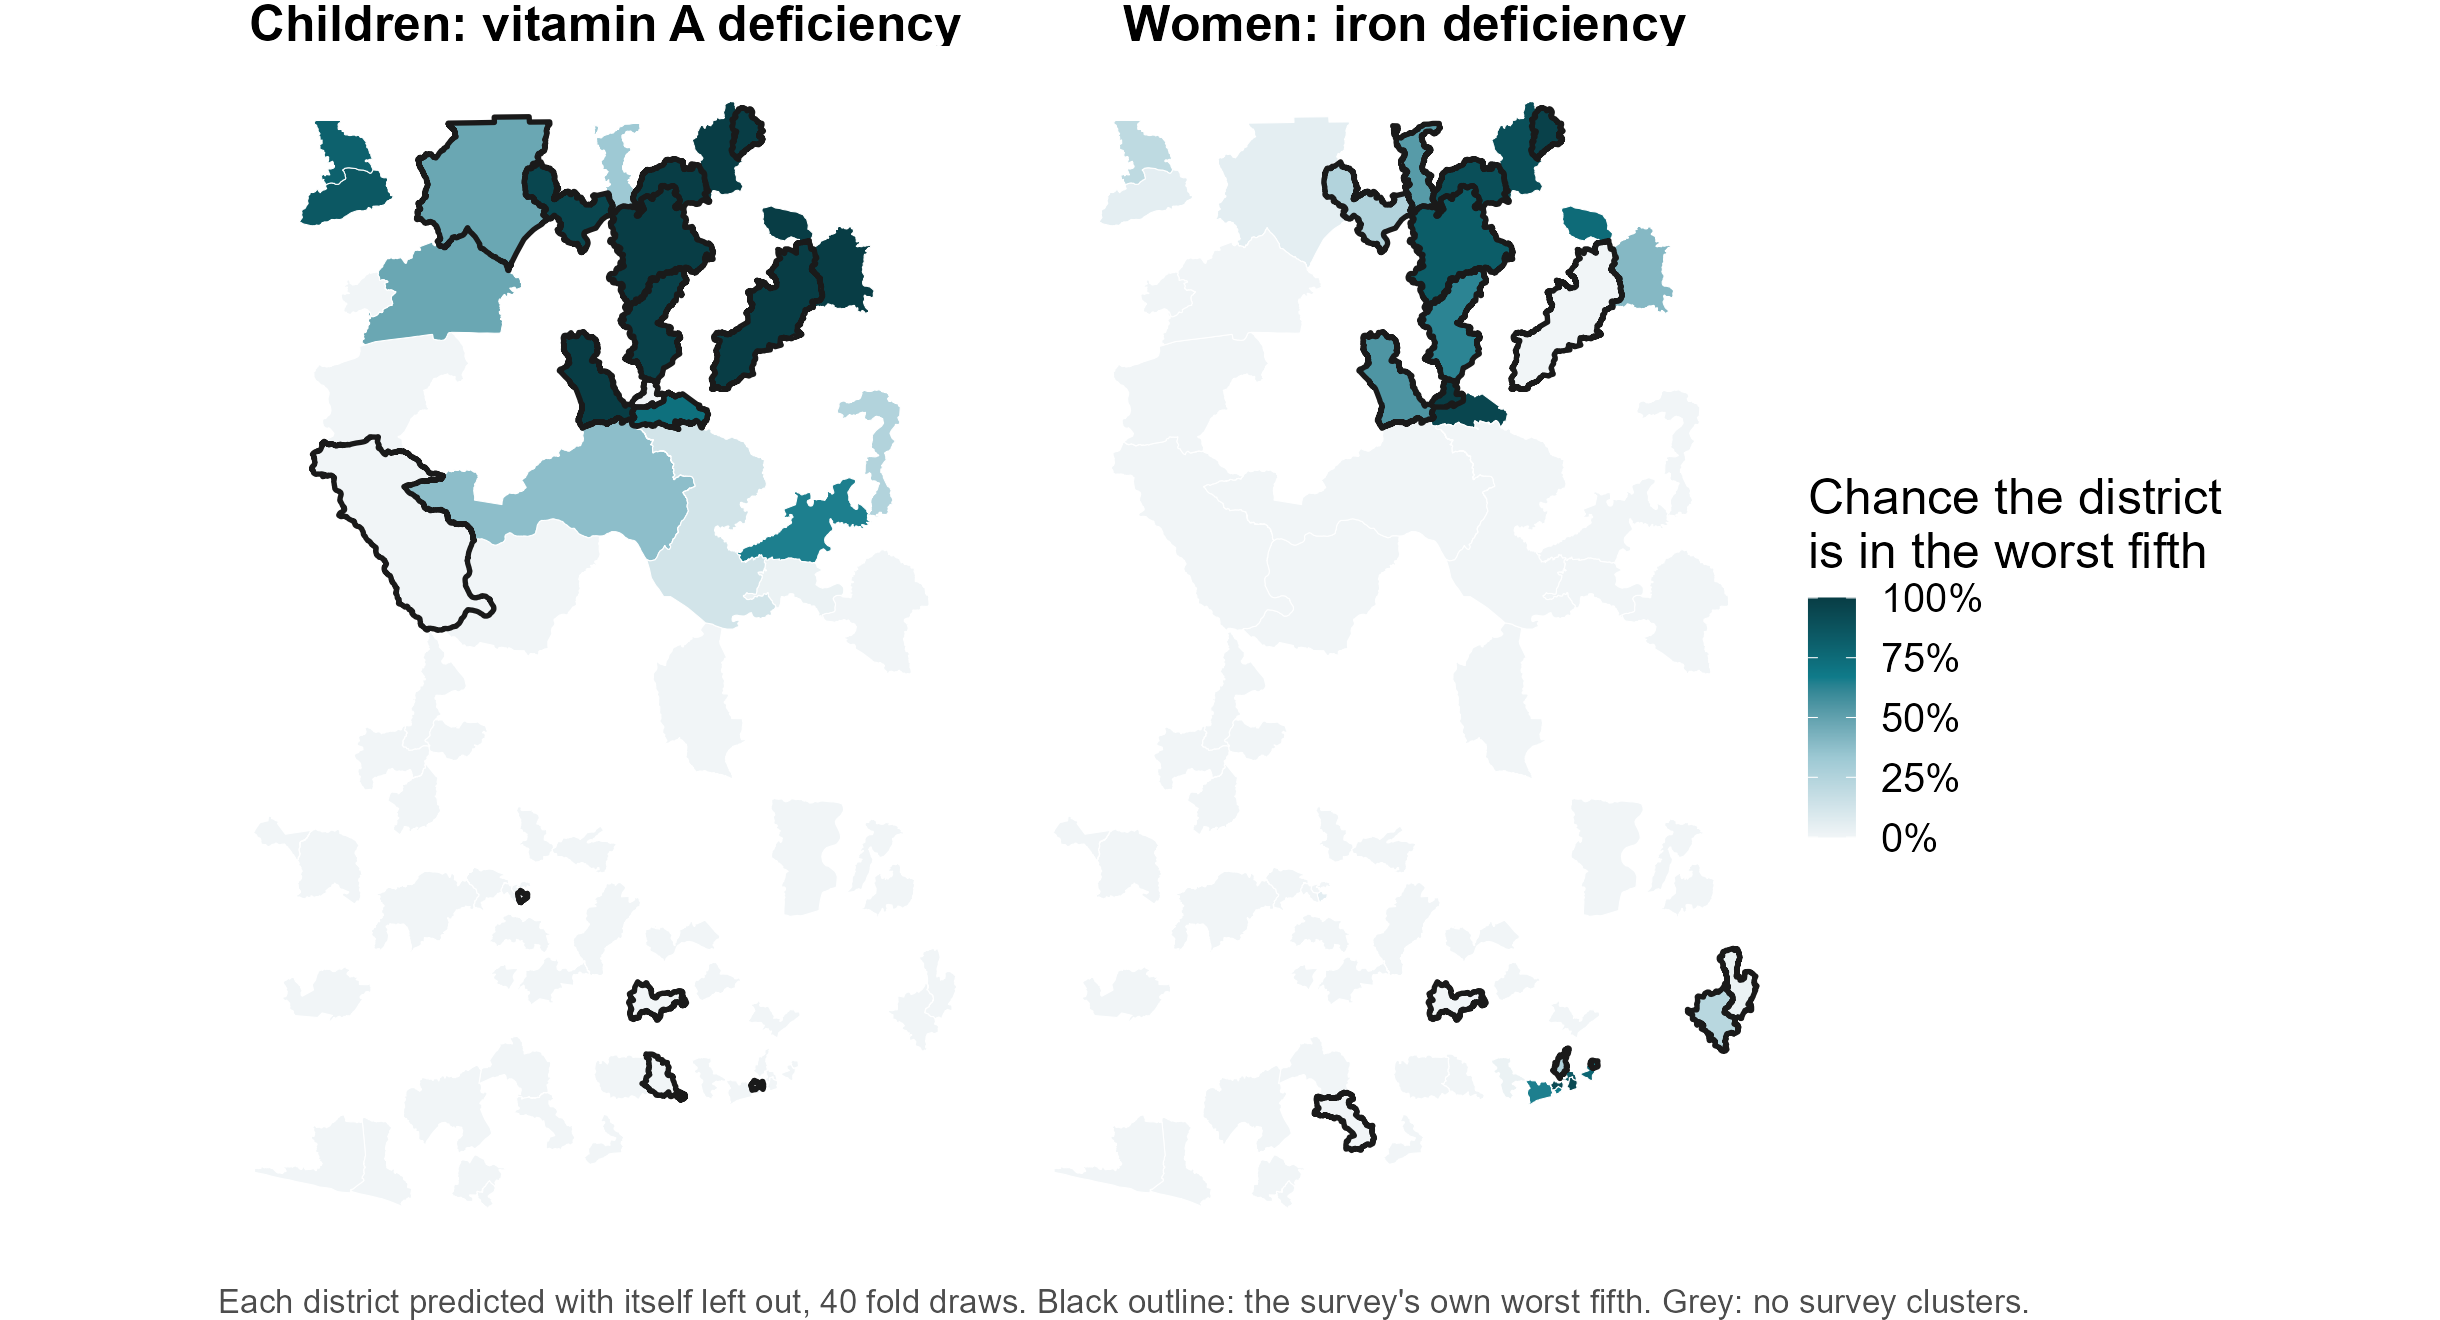 Children: vitamin A deficiency
Women: iron deficiency
Chance the district
is in the worst fifth
100%
75%
50%
25%
0%
Each district predicted with itself left out, 40 fold draws. Black outline: the survey's own worst fifth. Grey: no survey clusters.